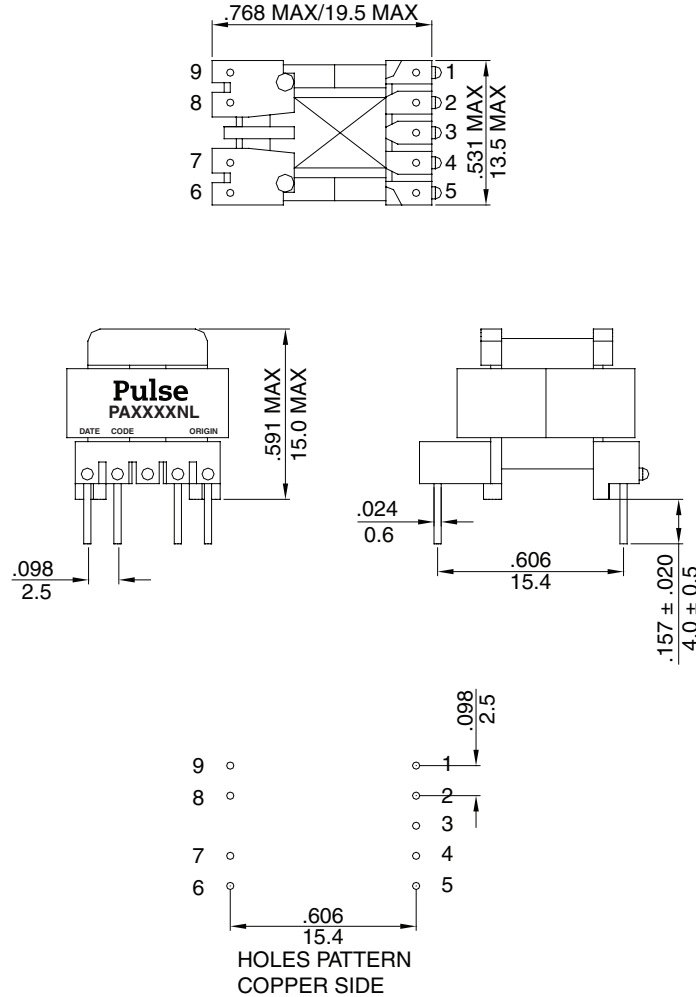 .768 MAX/19.5 MAX
9
8
7
6
1
2
3
4
5
.531 MAX
13.5 MAX
Pulse
PAXXXXNL
DATE CODE ORIGIN
.591 MAX
15.0 MAX
.098
2.5
.024
0.6
.606
15.4
.157 ± .020
4.0 ± 0.5
.098
2.5
9
8
7
6
1
2
3
4
5
.606
15.4
HOLES PATTERN
COPPER SIDE